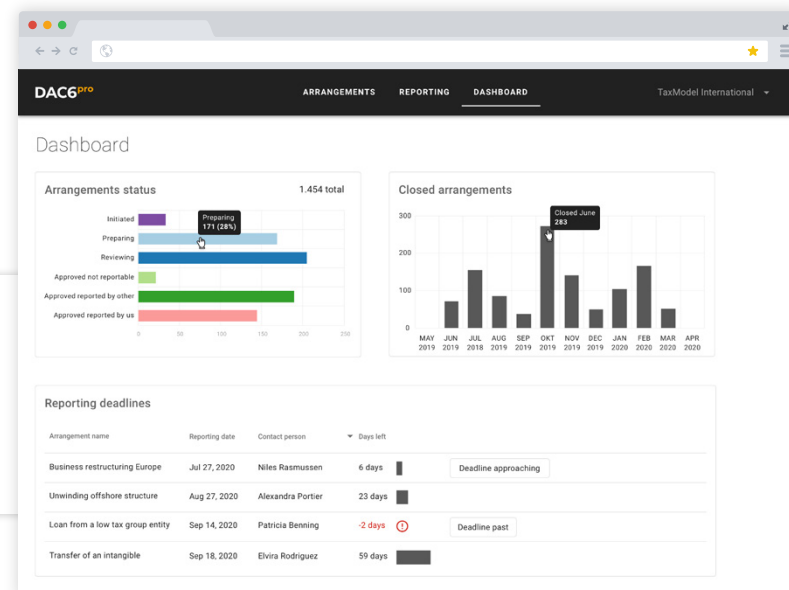 DAC6pro
ARRANGEMENTS REPORTING DASHBOARD TaxModel International
Dashboard
Arrangements status 1.454 total
Initiated
Preparing
Reviewing
Approved not reportable
Approved reported by other
Approved reported by us
0 50 100 150 200 250
Preparing
171 (28%)
Closed arrangements
300
200
100
0
Closed June
283
MAY JUN JUL AUG SEP OKT NOV DEC JAN FEB MAR APR
2019 2019 2018 2019 2019 2019 2019 2019 2020 2020 2020 2020
Reporting deadlines
Arrangement name Reporting date Contact person Days left
Business restructuring Europe Jul 27, 2020 Niles Rasmussen 6 days Deadline approaching
Unwinding offshore structure Aug 27, 2020 Alexandra Portier 23 days
Loan from a low tax group entity Sep 14, 2020 Patricia Benning -2 days Deadline past
Transfer of an intangible Sep 18, 2020 Elvira Rodriguez 59 days